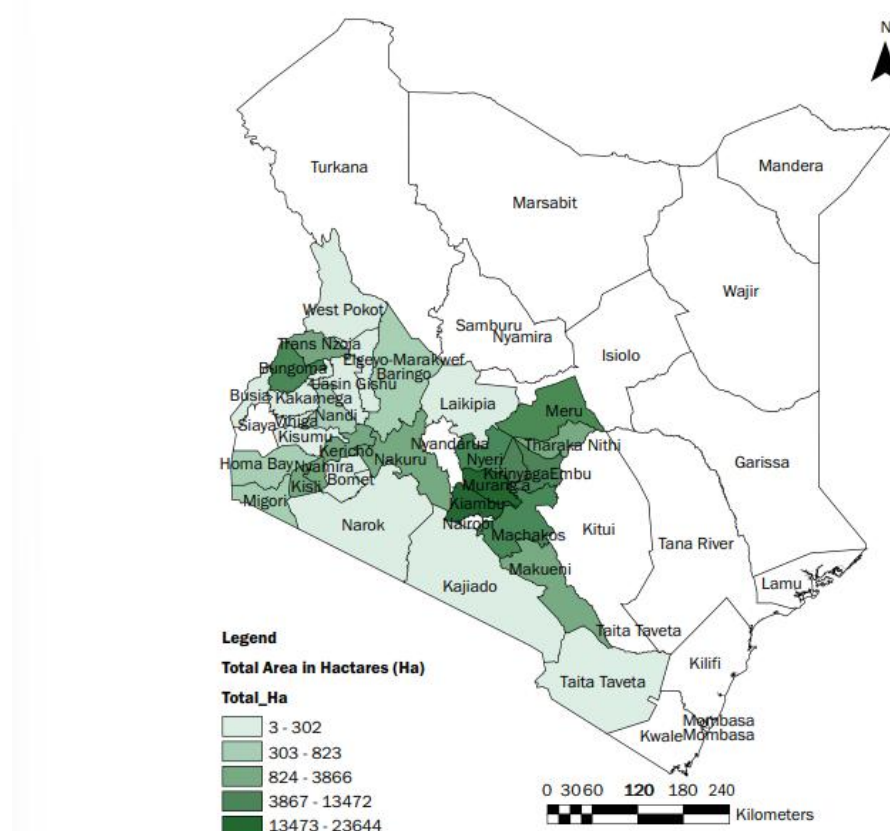 N
Turkana
Mandera
Marsabit
Wajir
West Pokot
Samburu
Nyamira
Isiolo
Trans Nzoia
Elgeyo-Marakwet
Bungoma
Baringo
Uasin Gishu
Busia
Kakamega
Laikipia
Meru
Nandi
Siaya
Vihiga
Kisumu
Nyandarua
Tharaka Nithi
Kericho
Nyeri
Garissa
Homa Bay
Nyamira
Nakuru
KirinyagaEmbu
Kisii
Bomet
Murang'a
Migori
Kiambu
Narok
Nairobi
Machakos
Kitui
Tana River
Makueni
Kajiado
Lamu
Taita Taveta
Kilifi
Taita Taveta
Mombasa
Kwale
Mombasa
Legend
Total Area in Hactares (Ha)
Total_Ha
3 - 302
303 - 823
824 - 3866
3867 - 13472
13473 - 23644
0 30 60 120 180 240
Kilometers